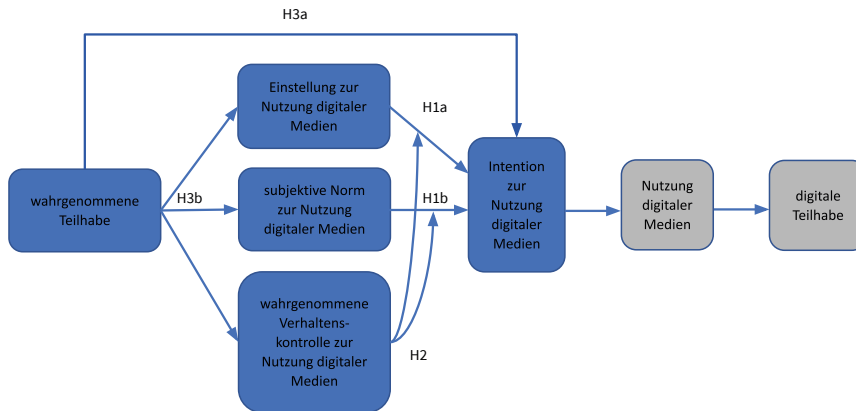 H3a
Einstellung zur
Nutzung digitaler
Medien
H1a
wahrgenommene
Teilhabe
H3b
subjektive Norm
zur Nutzung
digitaler Medien
H1b
Intention
zur
Nutzung
digitaler
Medien
Nutzung
digitaler
Medien
digitale
Teilhabe
wahrgenommene
Verhaltens-
kontrolle zur
Nutzung digitaler
Medien
H2